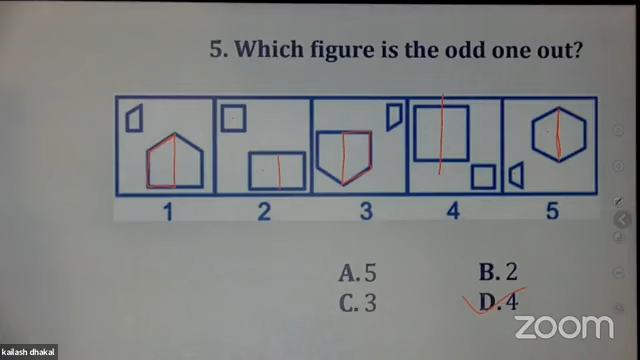 5. Which figure is the odd one out?
1 2 3 4 5
A. 5 B. 2
C. 3 D. 4
zoom
kailash dhakal